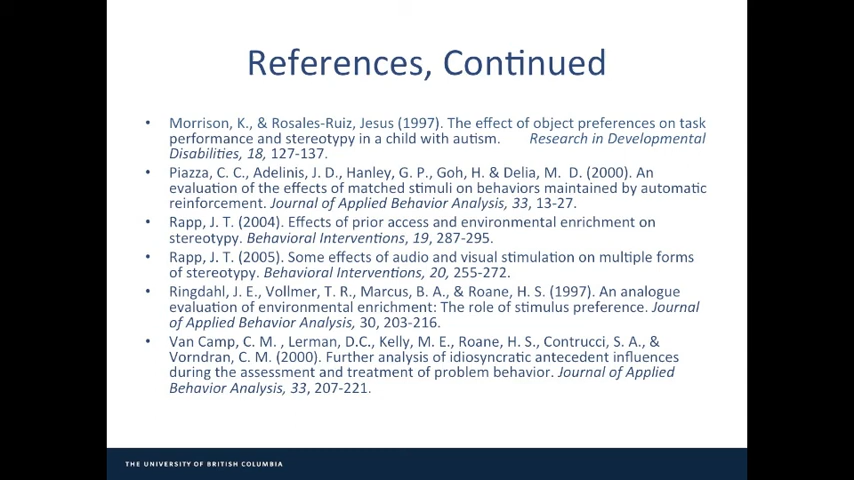 References, Continued
• Morrison, K., & Rosales-Ruiz, Jesus (1997). The effect of object preferences on task
performance and stereotypy in a child with autism. Research in Developmental
Disabilities, 18, 127-137.
• Piazza, C. C., Adelinis, J. D., Hanley, G. P., Goh, H. & Delia, M. D. (2000). An
evaluation of the effects of matched stimuli on behaviors maintained by automatic
reinforcement. Journal of Applied Behavior Analysis, 33, 13-27.
• Rapp, J. T. (2004). Effects of prior access and environmental enrichment on
stereotypy. Behavioral Interventions, 19, 287-295.
• Rapp, J. T. (2005). Some effects of audio and visual stimulation on multiple forms
of stereotypy. Behavioral Interventions, 20, 255-272.
• Ringdahl, J. E., Vollmer, T. R., Marcus, B. A., & Roane, H. S. (1997). An analogue
evaluation of environmental enrichment: The role of stimulus preference. Journal
of Applied Behavior Analysis, 30, 203-216.
• Van Camp, C. M. , Lerman, D.C., Kelly, M. E., Roane, H. S., Contrucci, S. A., &
Vorndran, C. M. (2000). Further analysis of idiosyncratic antecedent influences
during the assessment and treatment of problem behavior. Journal of Applied
Behavior Analysis, 33, 207-221.
THE UNIVERSITY OF BRITISH COLUMBIA